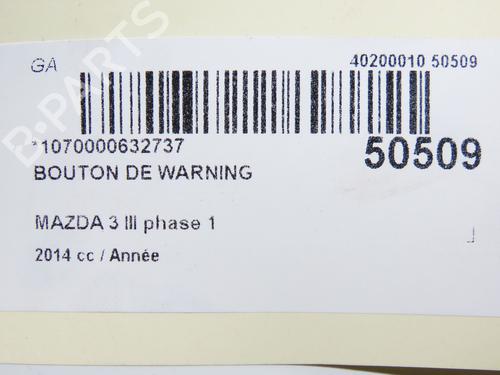 GA
40200010 50509
*1070000632737
50509
BOUTON DE WARNING
MAZDA 3 III phase 1
2014 cc / Année
B-PARTS